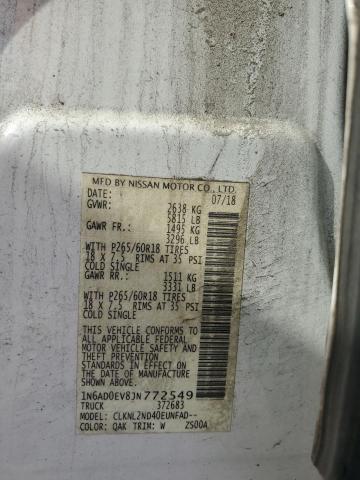 MFD BY NISSAN MOTOR CO., LTD.
DATE: 07/18
GVWR: 2638 KG
5815 LB
GAWR FR.: 1495 KG
3296 LB
WITH P265/60R18 TIRES
18 X 7.5 RIMS AT 35 PSI
COLD SINGLE
GAWR RR.: 1511 KG
3331 LB
WITH P265/60R18 TIRES
18 X 7.5 RIMS AT 35 PSI
COLD SINGLE
THIS VEHICLE CONFORMS TO
ALL APPLICABLE FEDERAL
MOTOR VEHICLE SAFETY AND
THEFT PREVENTION
STANDARDS IN EFFECT ON
THE DATE OF MANUFACTURE
SHOWN ABOVE.
1N6AD0EV8JN772549
TRUCK 372683
MODEL: CLKNL2ND40EUNFAD--
COLOR: QAK TRIM: W ZS00A